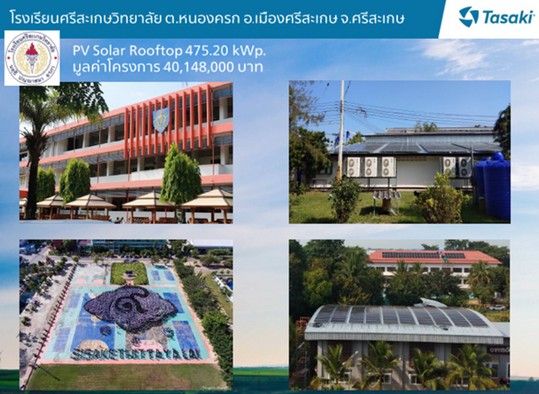 โรงเรียนศรีสะเกษวิทยาลัย ต.หนองครก อ.เมืองศรีสะเกษ จ.ศรีสะเกษ
Tasaki
PV Solar Rooftop 475.20 kWp.
มูลค่าโครงการ 40,148,000 บาท
SISAKETWITTAYALAI